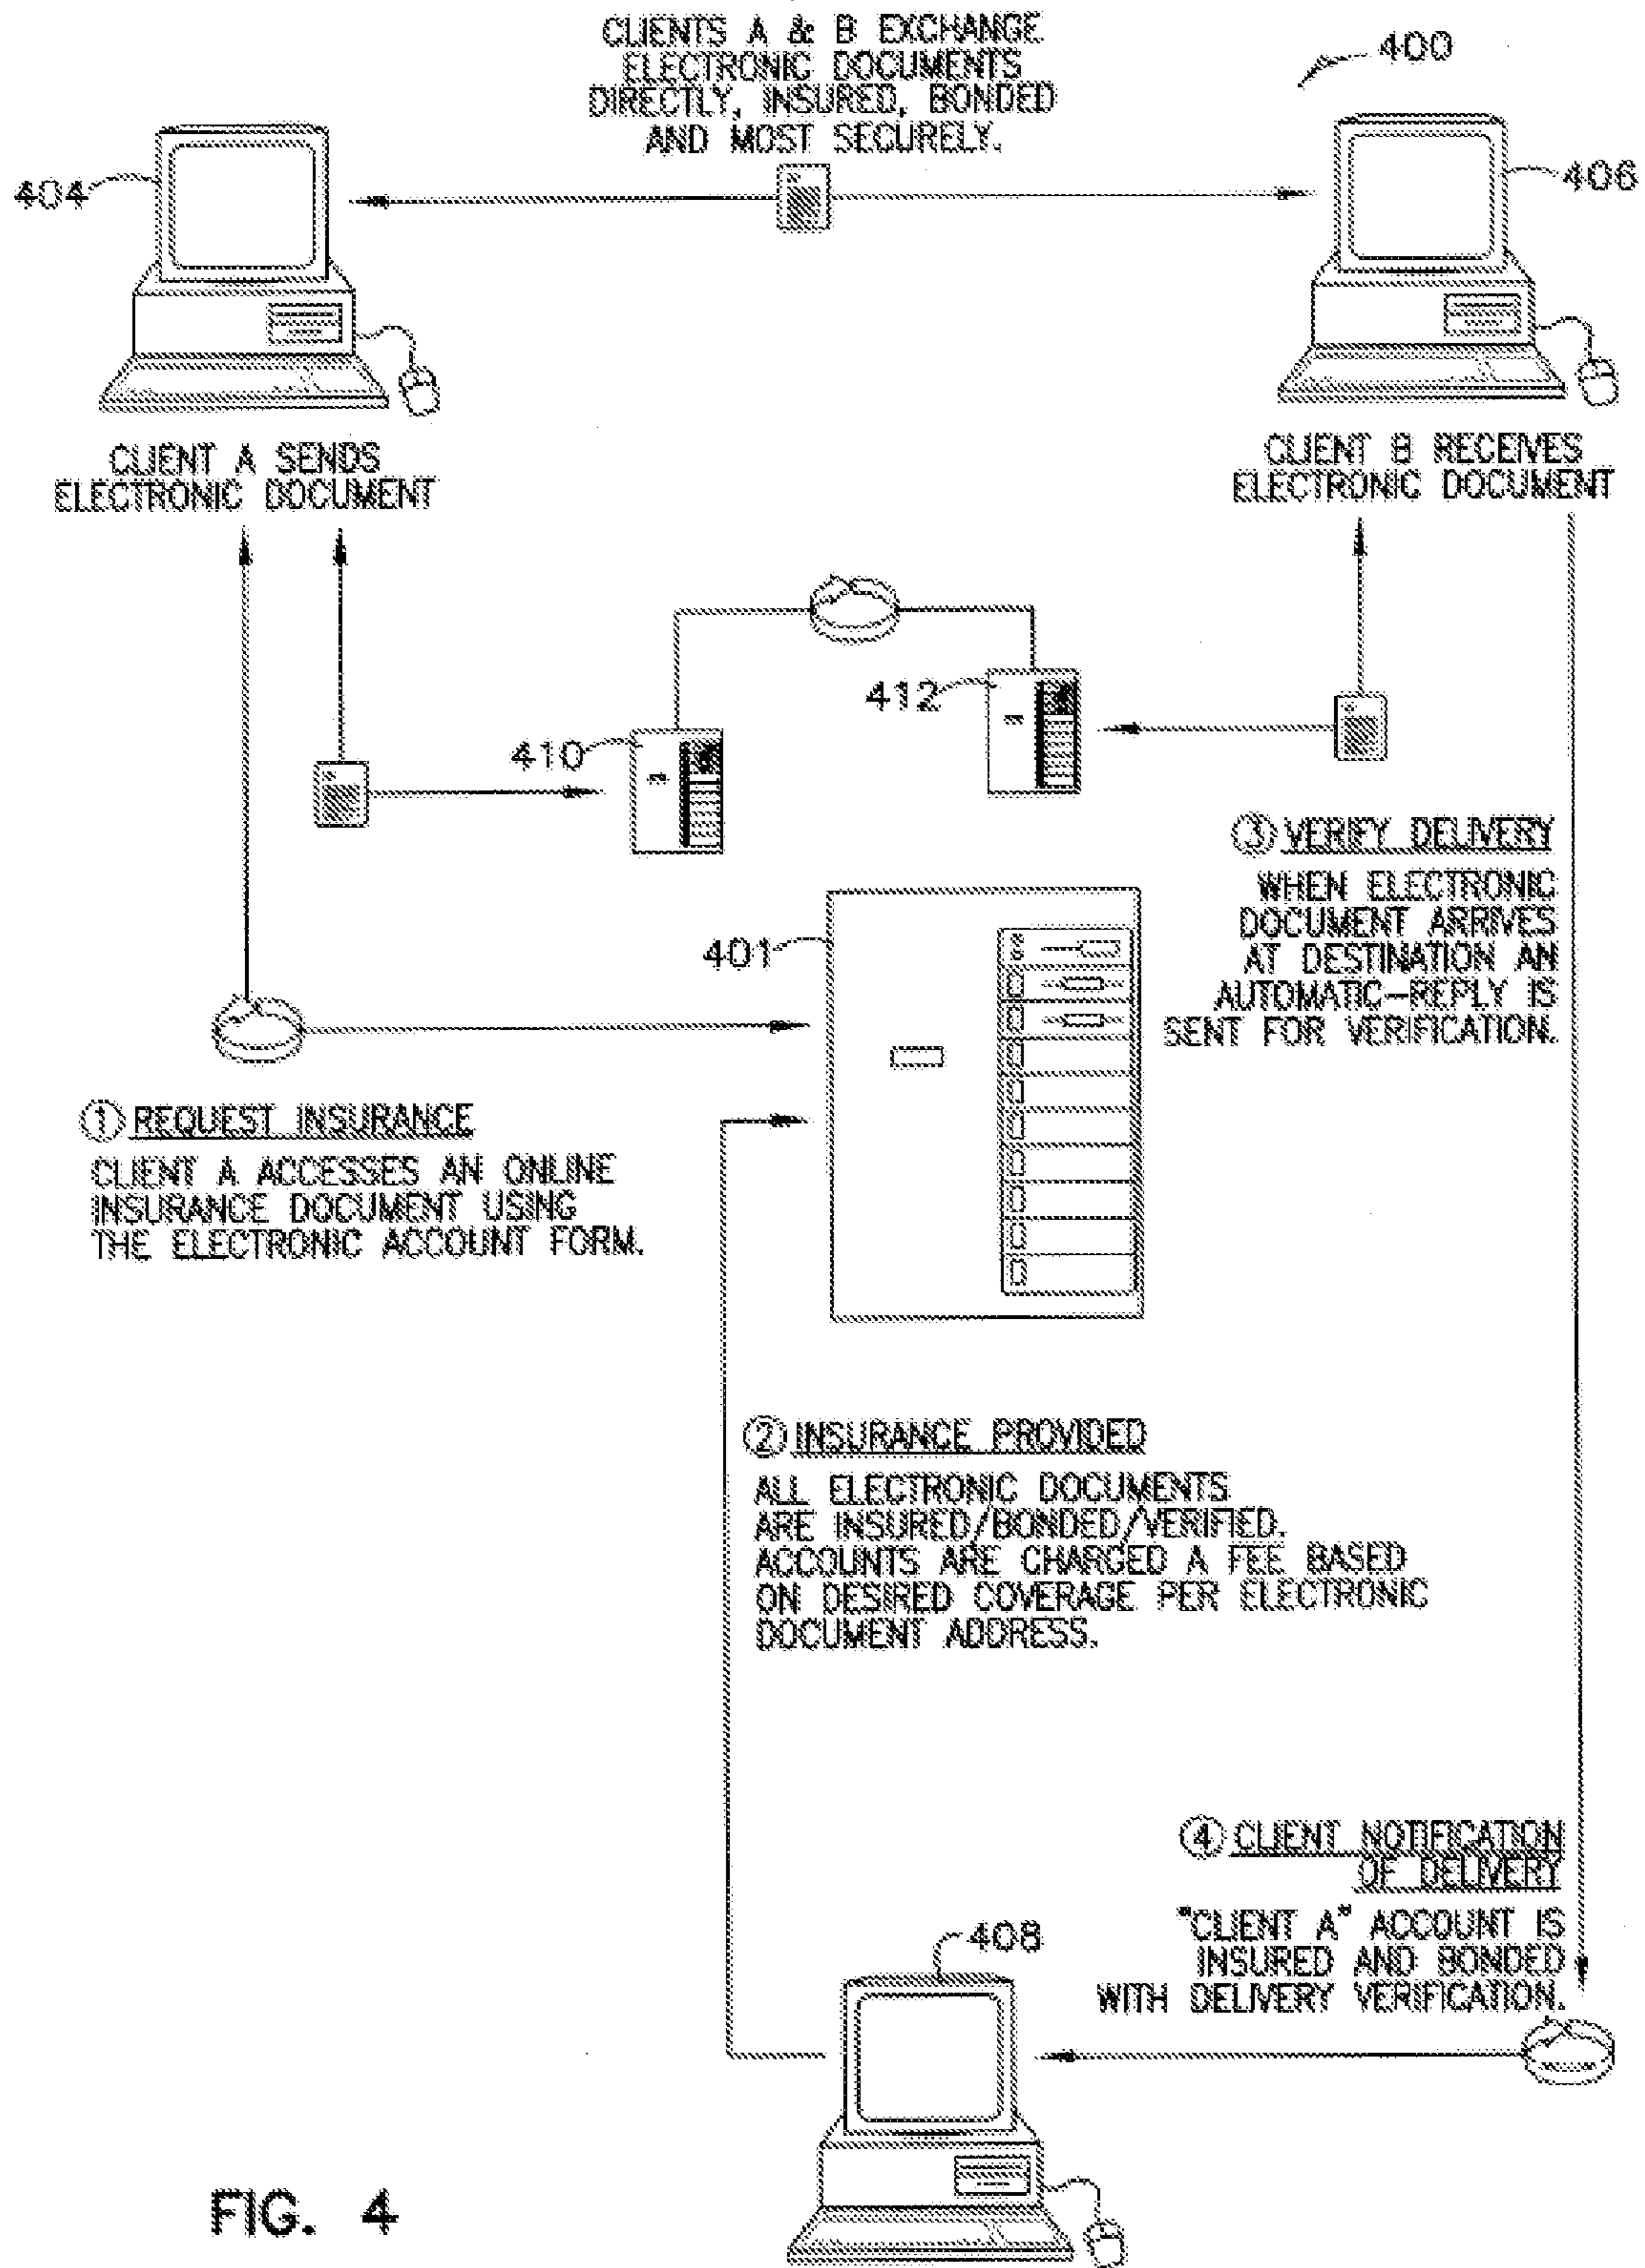 CLIENTS A & B EXCHANGE
ELECTRONIC DOCUMENTS
DIRECTLY, INSURED, BONDED
AND MOST SECURELY.
400
404
406
CLIENT A SENDS
ELECTRONIC DOCUMENT
CLIENT B RECEIVES
ELECTRONIC DOCUMENT
412
410
401
③ VERIFY DELIVERY
WHEN ELECTRONIC
DOCUMENT ARRIVES
AT DESTINATION AN
AUTOMATIC-REPLY IS
SENT FOR VERIFICATION.
① REQUEST INSURANCE
CLIENT A ACCESSES AN ONLINE
INSURANCE DOCUMENT USING
THE ELECTRONIC ACCOUNT FORM.
② INSURANCE PROVIDED
ALL ELECTRONIC DOCUMENTS
ARE INSURED/BONDED/VERIFIED.
ACCOUNTS ARE CHARGED A FEE BASED
ON DESIRED COVERAGE PER ELECTRONIC
DOCUMENT ADDRESS.
④ CLIENT NOTIFICATION
OF DELIVERY
"CLIENT A" ACCOUNT IS
INSURED AND BONDED
WITH DELIVERY VERIFICATION.
408
FIG. 4